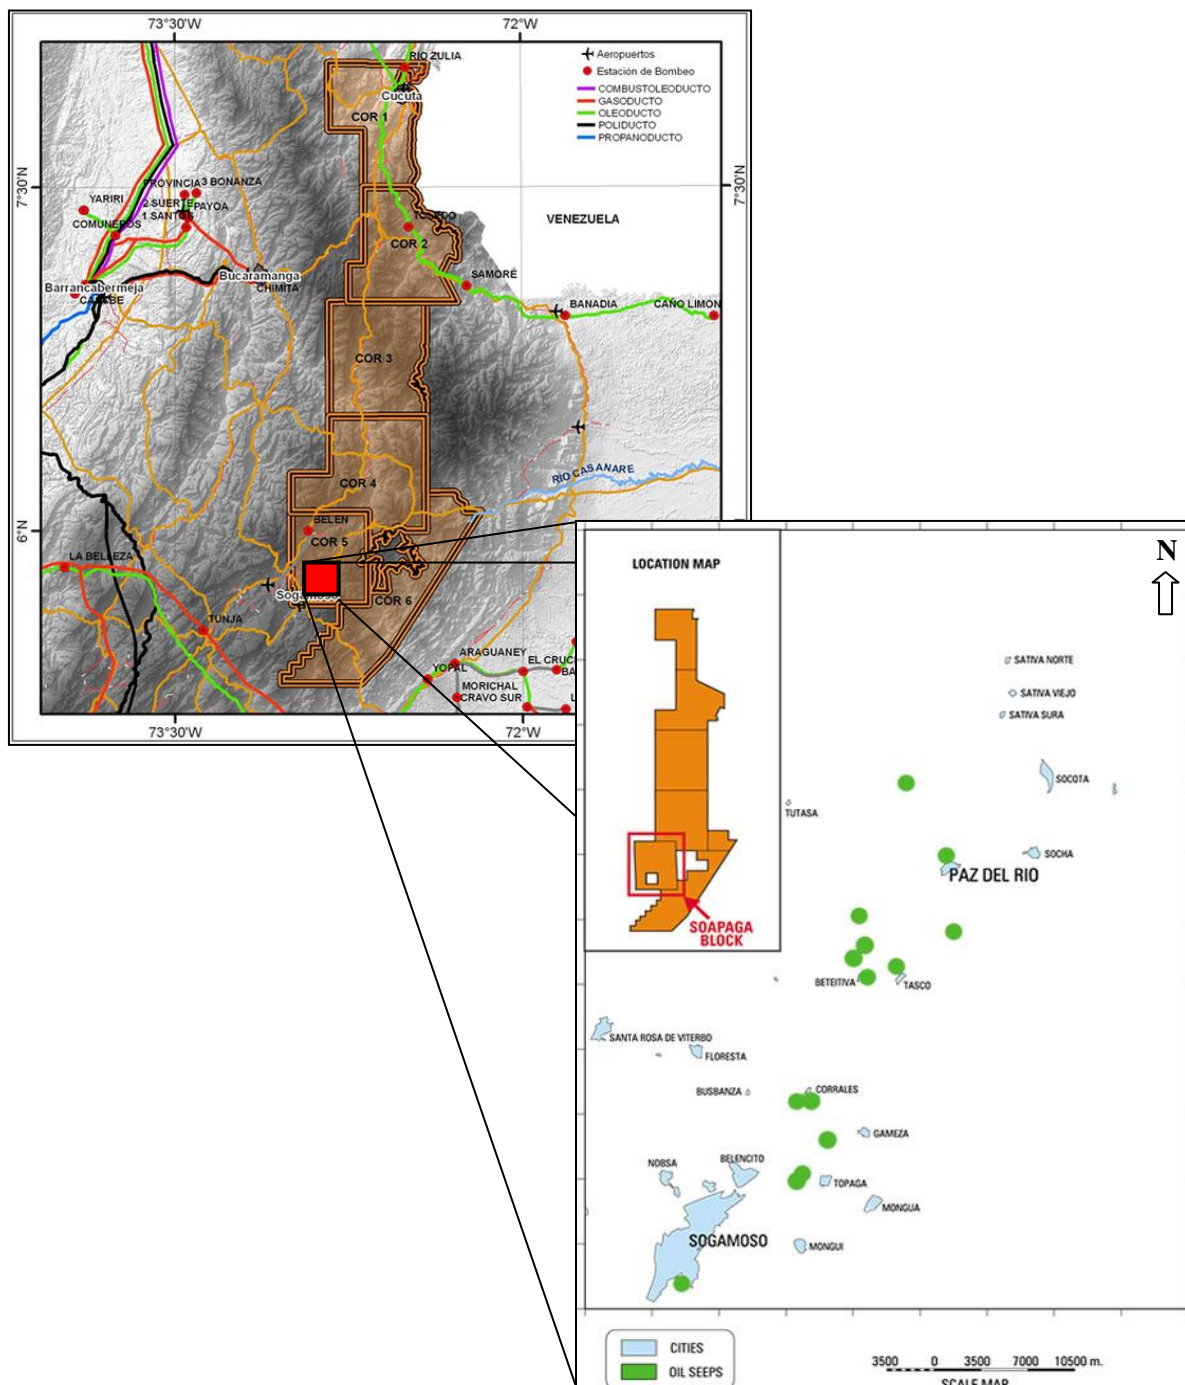 73°30'W
72°W
Aeropuertos
Estación de Bombeo
COMBUSTOLEODUCTO
GASODUCTO
OLEODUCTO
POLIDUCTO
PROPANODUCTO
RIO ZULIA
Cucuta
COR 1
7°30'N
7°30'N
PROVINCIA 3 BONANZA
YARIRI
2 SUERTE
PAYOA
1 SANTOS
COMUNEROS
VENEZUELA
COR 2
SAMORÉ
Bucaramanga
CHIMITA
Barrancabermeja
BANADIA
CAÑO LIMON
COR 3
RIO CASANARE
COR 4
BELEN
6°N
COR 5
LA BELLEZA
COR 6
TUNJA
ARAGUANEY
YOPAL
EL CRUC
MORICHAL
CRAVO SUR
73°30'W
72°W
LOCATION MAP
N
SATIVA NORTE
SATIVA VIEJO
SATIVA SURA
SOCOTA
TUTASA
SOCHA
PAZ DEL RIO
SOAPAGA
BLOCK
BETEITIVA
TASCO
SANTA ROSA DE VITERBO
FLORESTA
BUSBANZA
CORRALES
GAMEZA
NOBSA
BELENCITO
TOPAGA
MONGUA
SOGAMOSO
MONGUI
CITIES
OIL SEEPS
3500 0 3500 7000 10500 m.
SCALE MAP